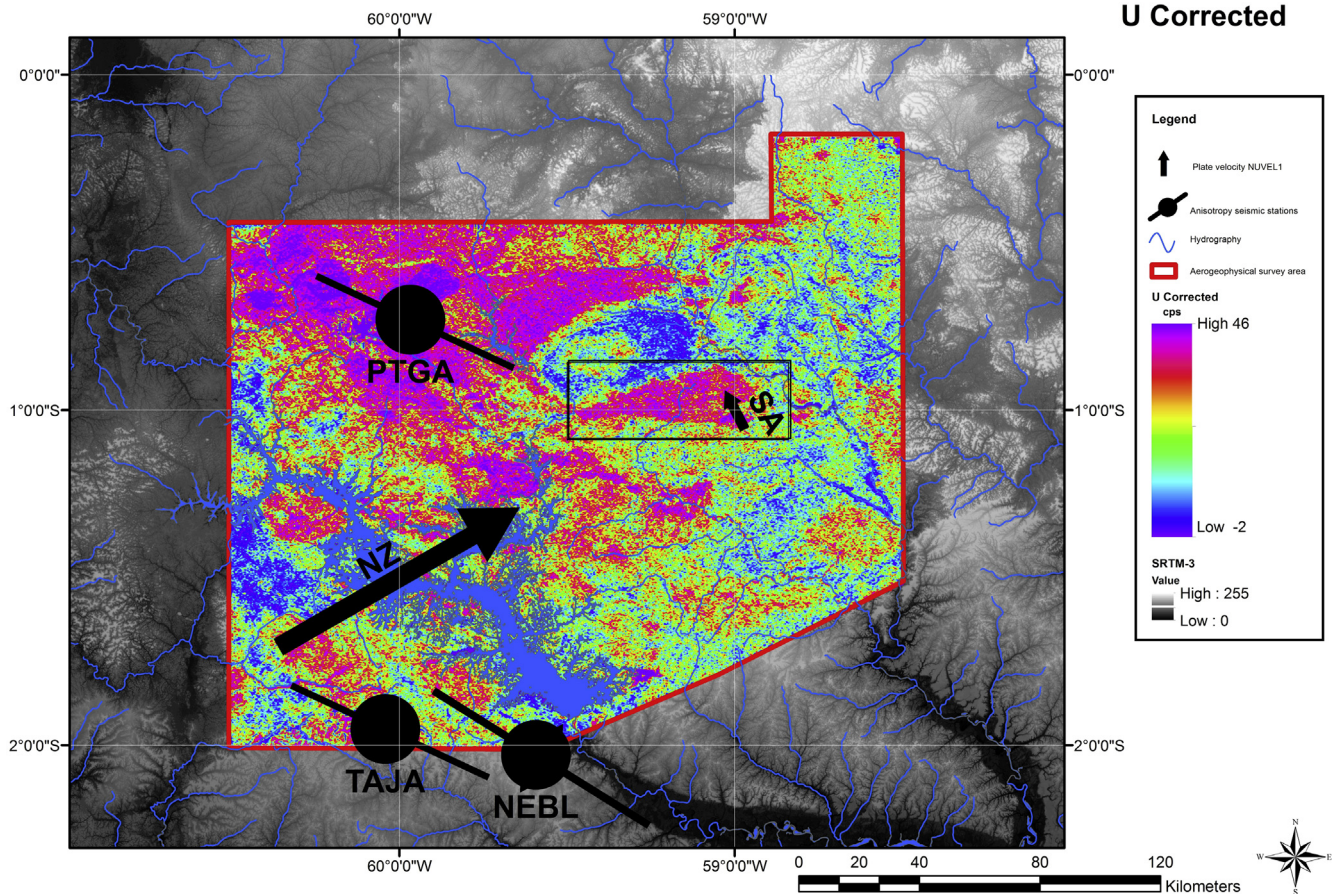 U Corrected
60°0'0"W
59°0'0"W
0°0'0"
0°0'0"
Legend
Plate velocity NUVEL1
Anisotropy seismic stations
Hydrography
Aerogeophysical survey area
U Corrected
cps
High 46
Low -2
SRTM-3
Value
High : 255
Low : 0
PTGA
1°0'0"S
SA
1°0'0"S
NZ
2°0'0"S
2°0'0"S
TAJA
NEBL
60°0'0"W
59°0'0"W
0 20 40 80 120
Kilometers
N
W E
S